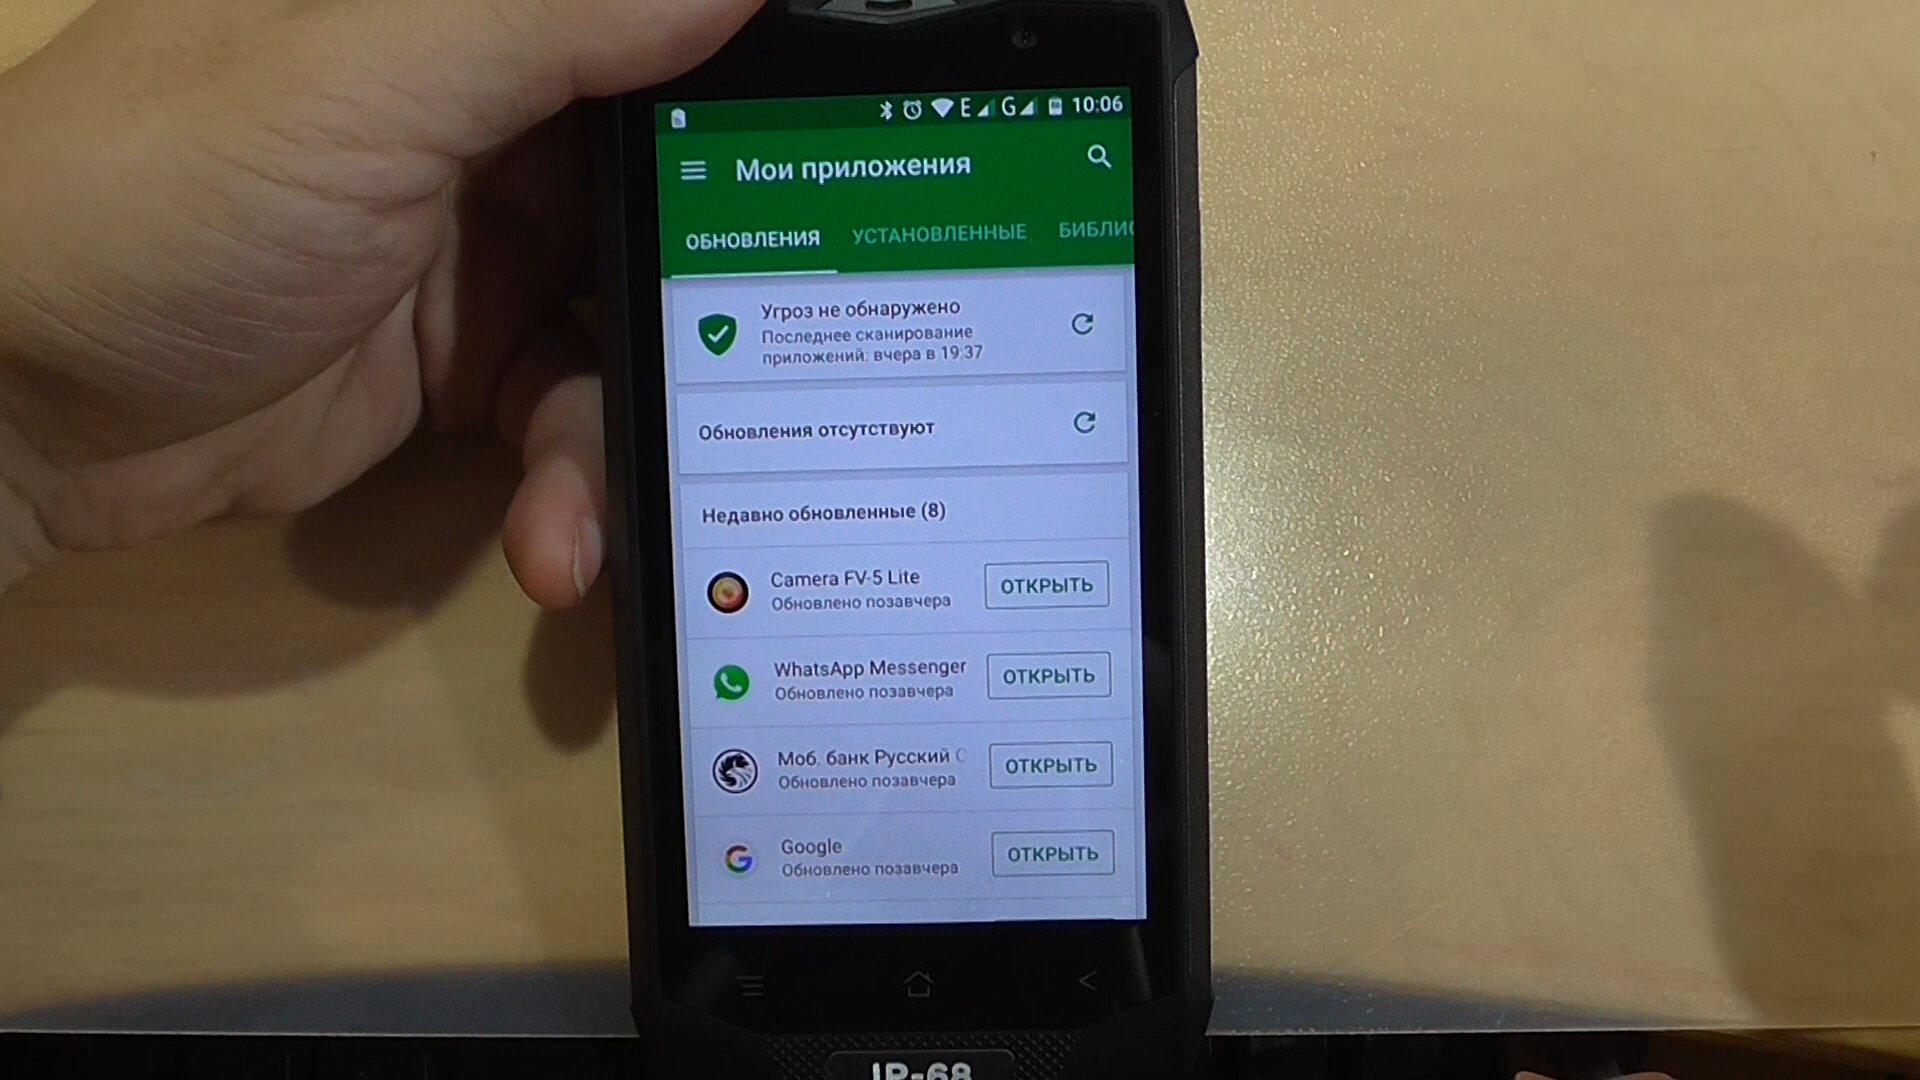 E G 10:06
Мои приложения
ОБНОВЛЕНИЯ УСТАНОВЛЕННЫЕ БИБЛИО
Угроз не обнаружено
Последнее сканирование
приложений: вчера в 19:37
Обновления отсутствуют
Недавно обновленные (8)
Camera FV-5 Lite
Обновлено позавчера
ОТКРЫТЬ
WhatsApp Messenger
Обновлено позавчера
ОТКРЫТЬ
Моб. банк Русский С
Обновлено позавчера
ОТКРЫТЬ
Google
Обновлено позавчера
ОТКРЫТЬ
IP-68